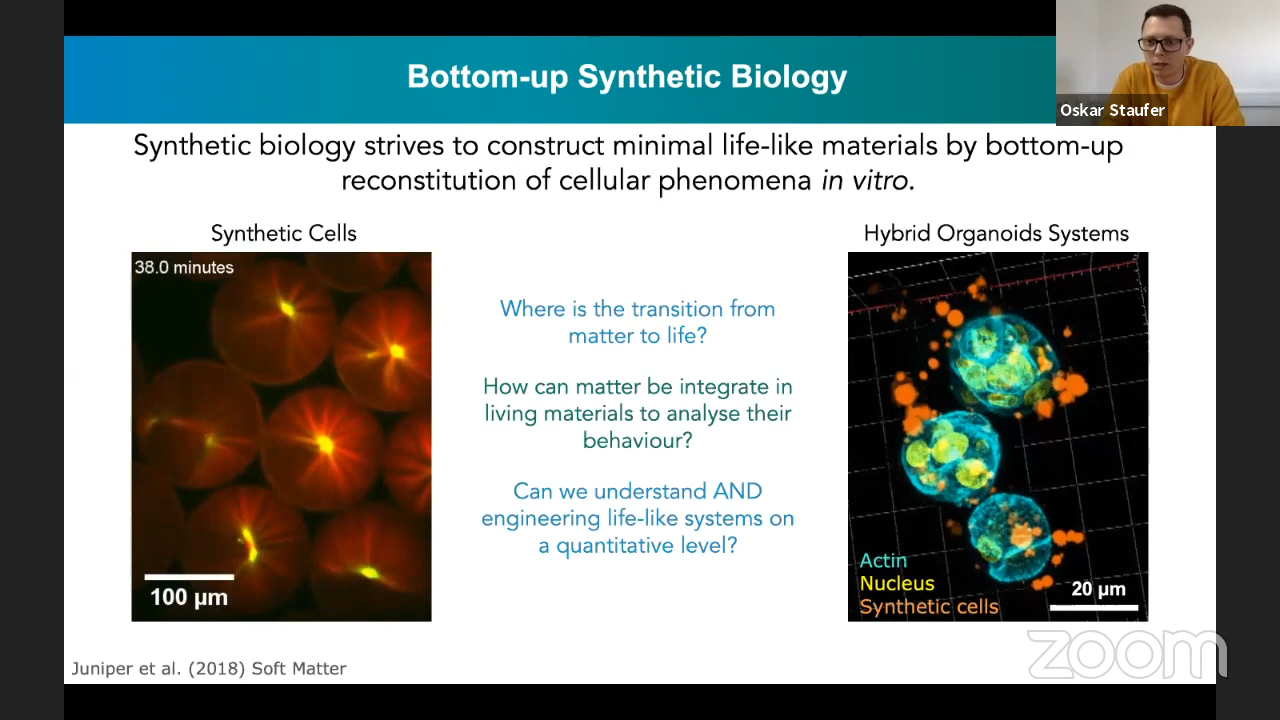 Bottom-up Synthetic Biology
Oskar Staufer
Synthetic biology strives to construct minimal life-like materials by bottom-up
reconstitution of cellular phenomena in vitro.
Synthetic Cells
38.0 minutes
100 µm
Where is the transition from
matter to life?
How can matter be integrate in
living materials to analyse their
behaviour?
Can we understand AND
engineering life-like systems on
a quantitative level?
Hybrid Organoids Systems
Actin
Nucleus
Synthetic cells
20 µm
Juniper et al. (2018) Soft Matter
zoom